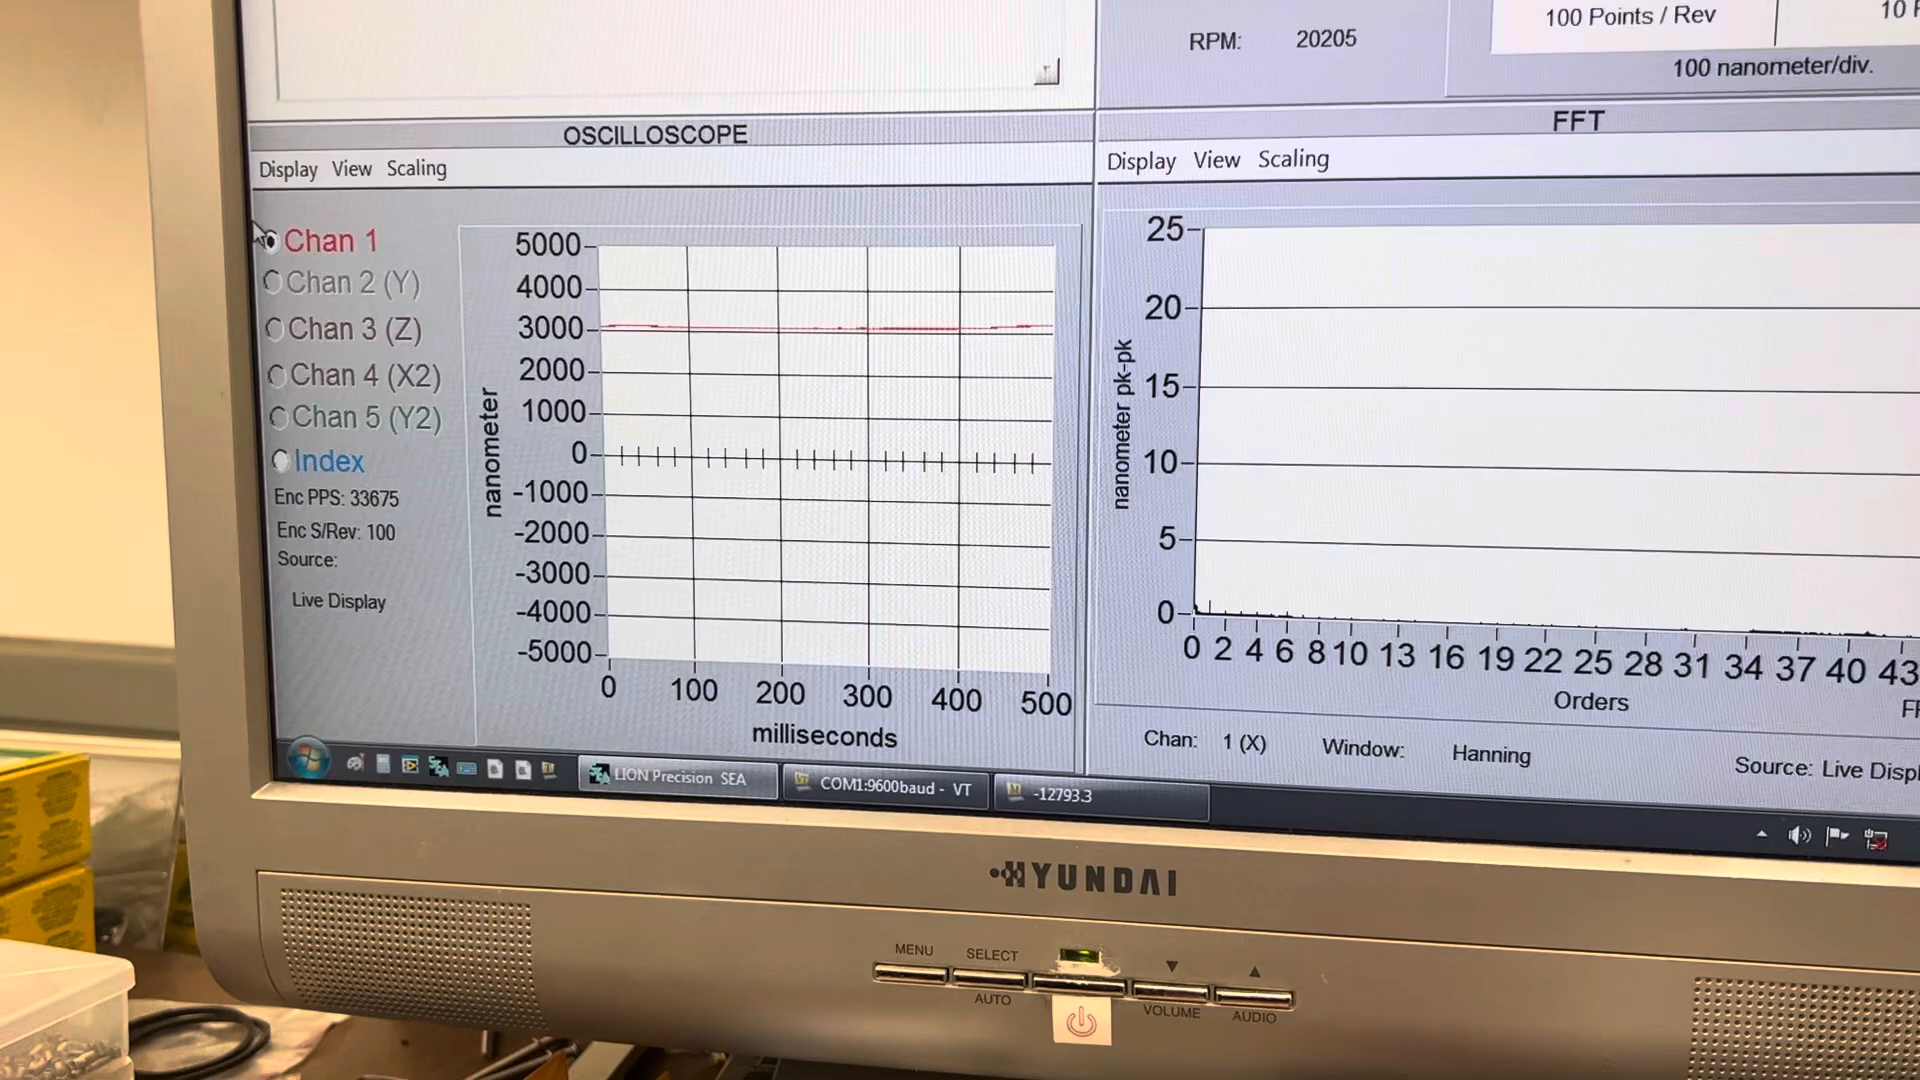 100 Points / Rev
10
RPM: 20205
100 nanometer/div.
OSCILLOSCOPE
Display View Scaling
Chan 1
Chan 2 (Y)
Chan 3 (Z)
Chan 4 (X2)
Chan 5 (Y2)
Index
Enc PPS: 33675
Enc S/Rev: 100
Source:
Live Display
nanometer
5000
4000
3000
2000
1000
0
-1000
-2000
-3000
-4000
-5000
0 100 200 300 400 500
milliseconds
FFT
Display View Scaling
nanometer pk-pk
25
20
15
10
5
0
0 2 4 6 8 10 13 16 19 22 25 28 31 34 37 40 43
Orders
Chan: 1 (X) Window: Hanning
Source: Live Displ
LION Precision SEA
COM1:9600baud - VT
-12793.3
HYUNDAI
MENU SELECT
AUTO
VOLUME
AUDIO